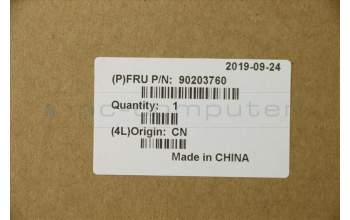 2019-09-24
(P)FRU P/N: 90203760
Quantity: 1
(4L)Origin: CN
Made in CHINA